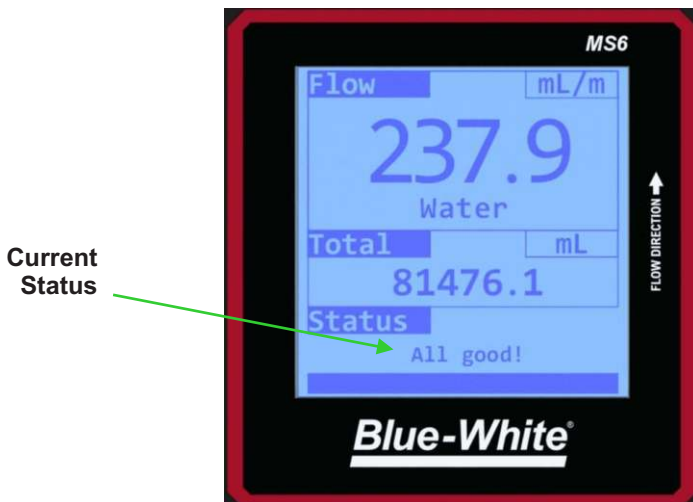 MS6
Flow mL/m
237.9
Water
Total mL
81476.1
Status
All good!
Blue-White®
FLOW DIRECTION
Current
Status